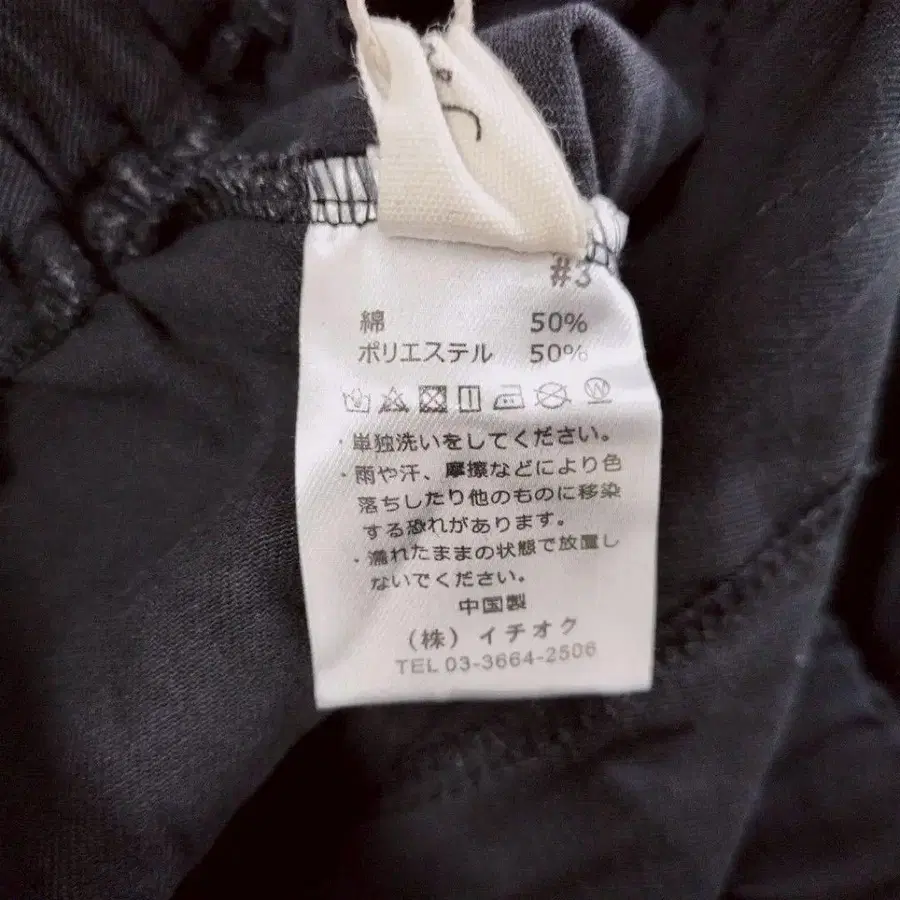 #3
綿 50%
ポリエステル 50%
・単独洗いをしてください。
・雨や汗、摩擦などにより色
落ちしたり他のものに移染
する恐れがあります。
・濡れたままの状態で放置し
ないでください。
中国製
(株)イチオク
TEL 03-3664-2506